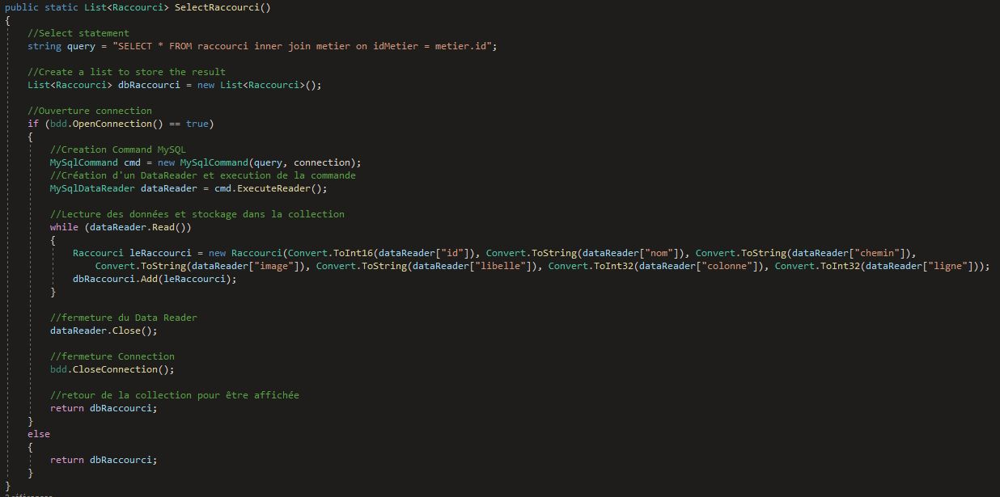 public static List<Raccourci> SelectRaccourci()
{
    //Select statement
    string query = "SELECT * FROM raccourci inner join metier on idMetier = metier.id";

    //Create a list to store the result
    List<Raccourci> dbRaccourci = new List<Raccourci>();

    //Ouverture connection
    if (bdd.OpenConnection() == true)
    {
        //Creation Command MySQL
        MySqlCommand cmd = new MySqlCommand(query, connection);
        //Création d'un DataReader et execution de la commande
        MySqlDataReader dataReader = cmd.ExecuteReader();

        //Lecture des données et stockage dans la collection
        while (dataReader.Read())
        {
            Raccourci leRaccourci = new Raccourci(Convert.ToInt16(dataReader["id"]), Convert.ToString(dataReader["nom"]), Convert.ToString(dataReader["chemin"]),
                Convert.ToString(dataReader["image"]), Convert.ToString(dataReader["libelle"]), Convert.ToInt32(dataReader["colonne"]), Convert.ToInt32(dataReader["ligne"]));
            dbRaccourci.Add(leRaccourci);
        }

        //fermeture du Data Reader
        dataReader.Close();

        //fermeture Connection
        bdd.CloseConnection();

        //retour de la collection pour être affichée
        return dbRaccourci;
    }
    else
    {
        return dbRaccourci;
    }
}